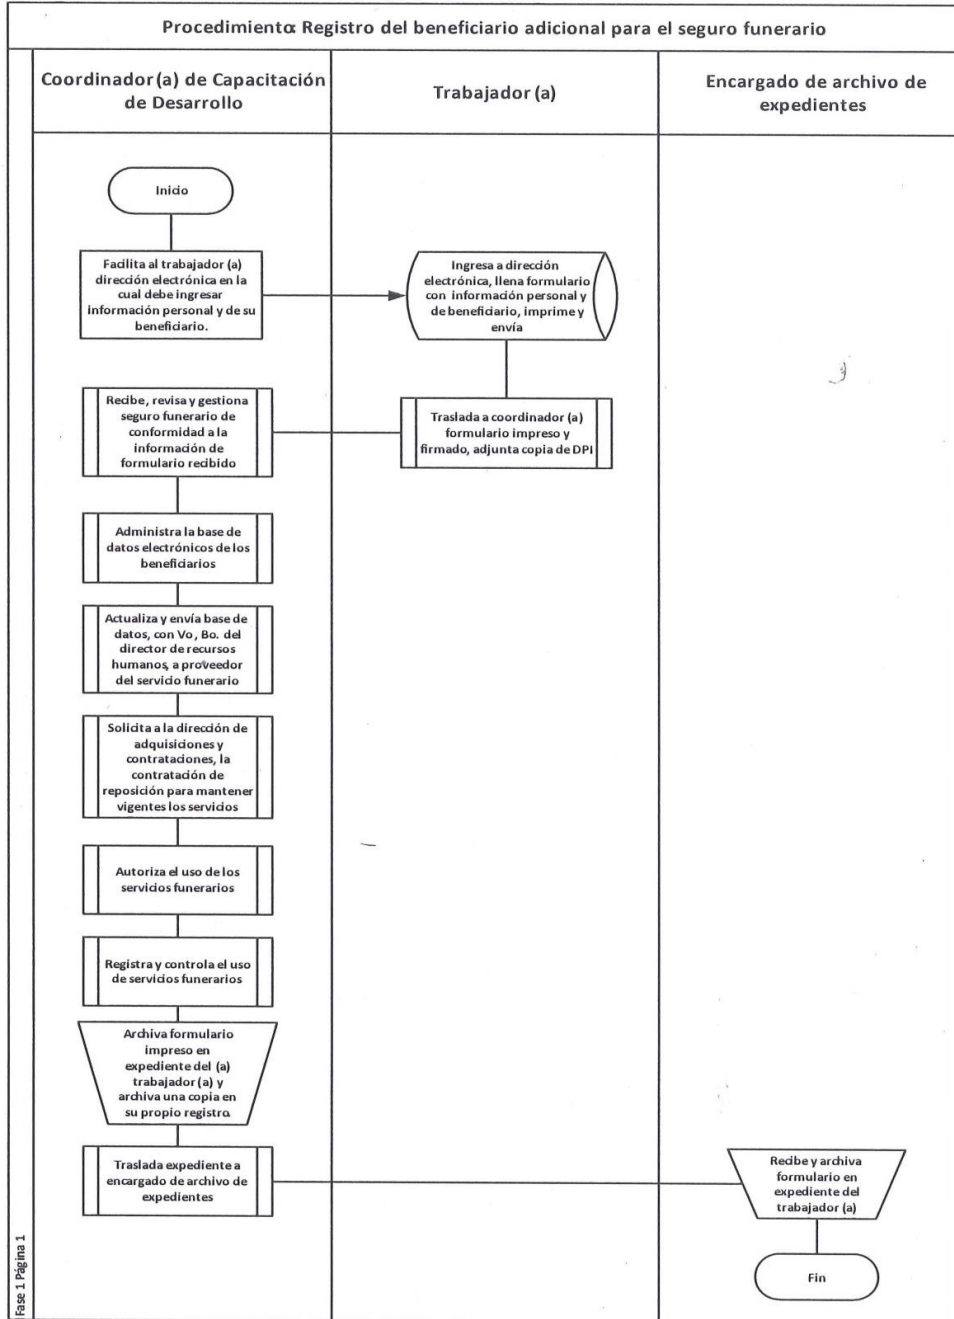 Procedimiento: Registro del beneficiario adicional para el seguro funerario
Coordinador (a) de Capacitación
de Desarrollo
Trabajador (a)
Encargado de archivo de
expedientes
Inicio
Facilita al trabajador (a)
dirección electrónica en la
cual debe ingresar
información personal y de su
beneficiario.
Ingresa a dirección
electrónica, llena formulario
con información personal y
de beneficiario, imprime y
envía
Traslada a coordinador (a)
formulario impreso y
firmado, adjunta copia de DPI
Recibe, revisa y gestiona
seguro funerario de
conformidad a la
información de
formulario recibido
Administra la base de
datos electrónicos de los
beneficiarios
Actualiza y envía base de
datos, con Vo, Bo. del
director de recursos
humanos, a proveedor
del servicio funerario
Solicita a la dirección de
adquisiciones y
contrataciones, la
contratación de
reposición para mantener
vigentes los servicios
Autoriza el uso de los
servicios funerarios
Registra y controla el uso
de servicios funerarios
Archiva formulario
impreso en
expediente del (a)
trabajador (a) y
archiva una copia en
su propio registro.
Traslada expediente a
encargado de archivo de
expedientes
Recibe y archiva
formulario en
expediente del
trabajador (a)
Fin
Fase 1 Página 1